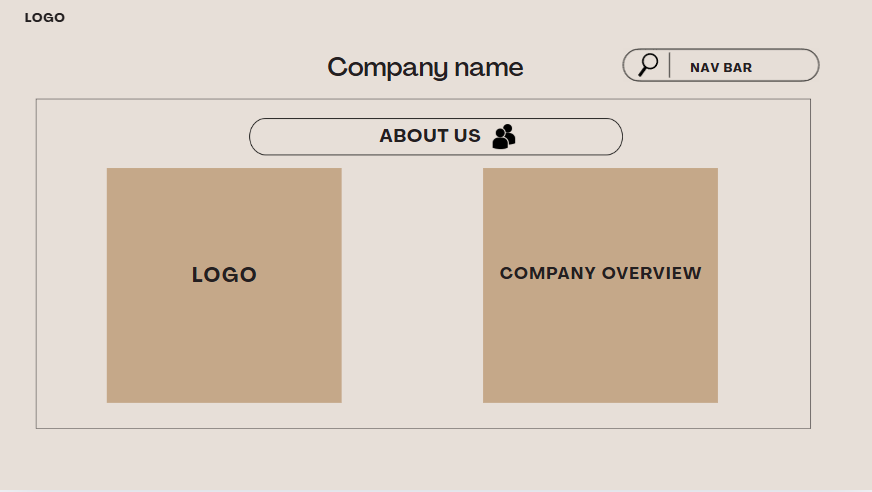 LOGO
Company name
NAV BAR
ABOUT US
LOGO
COMPANY OVERVIEW